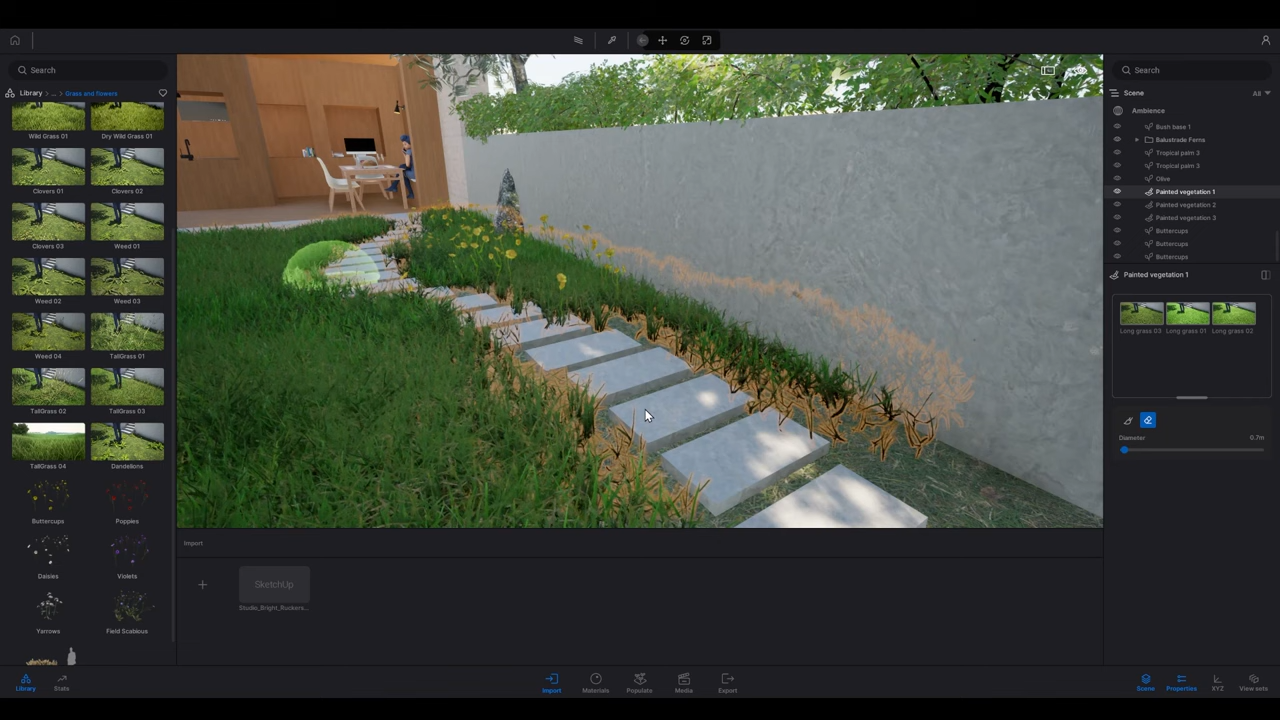 Search
Library > ... > Grass and flowers
Wild Grass 01
Dry Wild Grass 01
Clovers 01
Clovers 02
Clovers 03
Weed 01
Weed 02
Weed 03
Weed 04
TallGrass 01
TallGrass 02
TallGrass 03
TallGrass 04
Dandelions
Buttercups
Poppies
Daisies
Violets
Yarrows
Field Scabious
Library
Stats
Import
SketchUp
Studio_Bright_Ruckers...
Import
Materials
Populate
Media
Export
Search
Scene
All
Ambience
Bush base 1
Balustrade Ferns
Tropical palm 3
Tropical palm 3
Olive
Painted vegetation 1
Painted vegetation 2
Painted vegetation 3
Buttercups
Buttercups
Buttercups
Painted vegetation 1
Long grass 03
Long grass 01
Long grass 02
Diameter
0.7m
Scene
Properties
XYZ
View sets